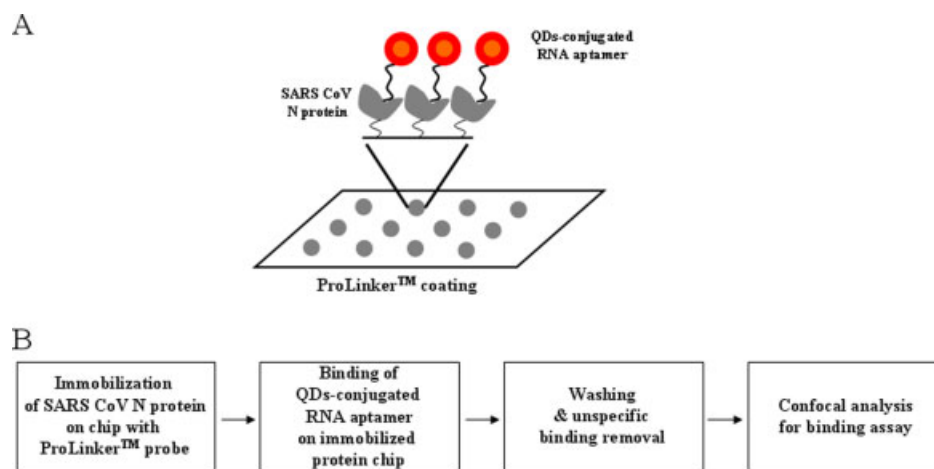 A
QDs-conjugated
RNA aptamer
SARS CoV
N protein
ProLinker™ coating
B
Immobilization
of SARS CoV N protein
on chip with
ProLinker™ probe
Binding of
QDs-conjugated
RNA aptamer
on immobilized
protein chip
Washing
& unspecific
binding removal
Confocal analysis
for binding assay